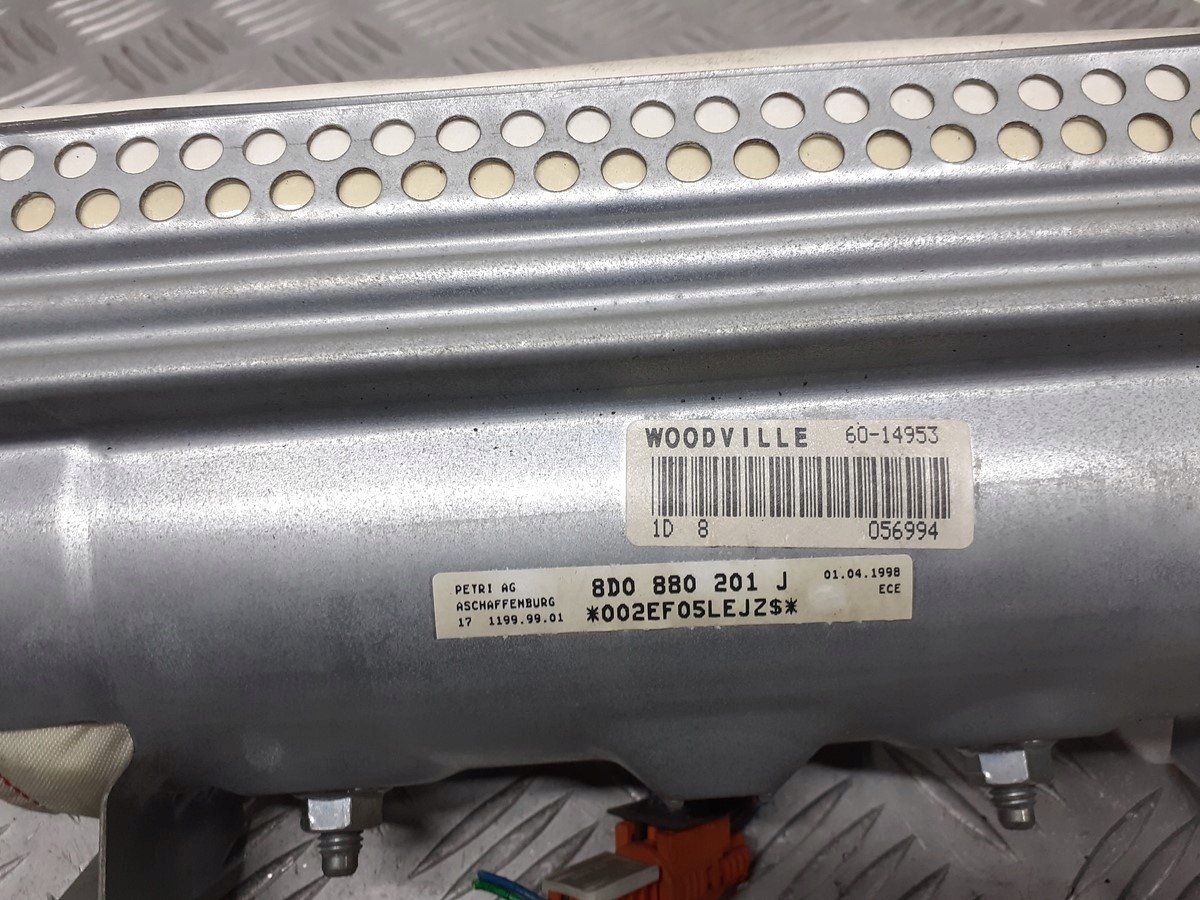 WOODVILLE 60-14953
1D 8 056994
PETRI AG
ASCHAFFENBURG
17 1199.99.01
8D0 880 201 J
*002EF05LEJZ$*
01.04.1998
ECE